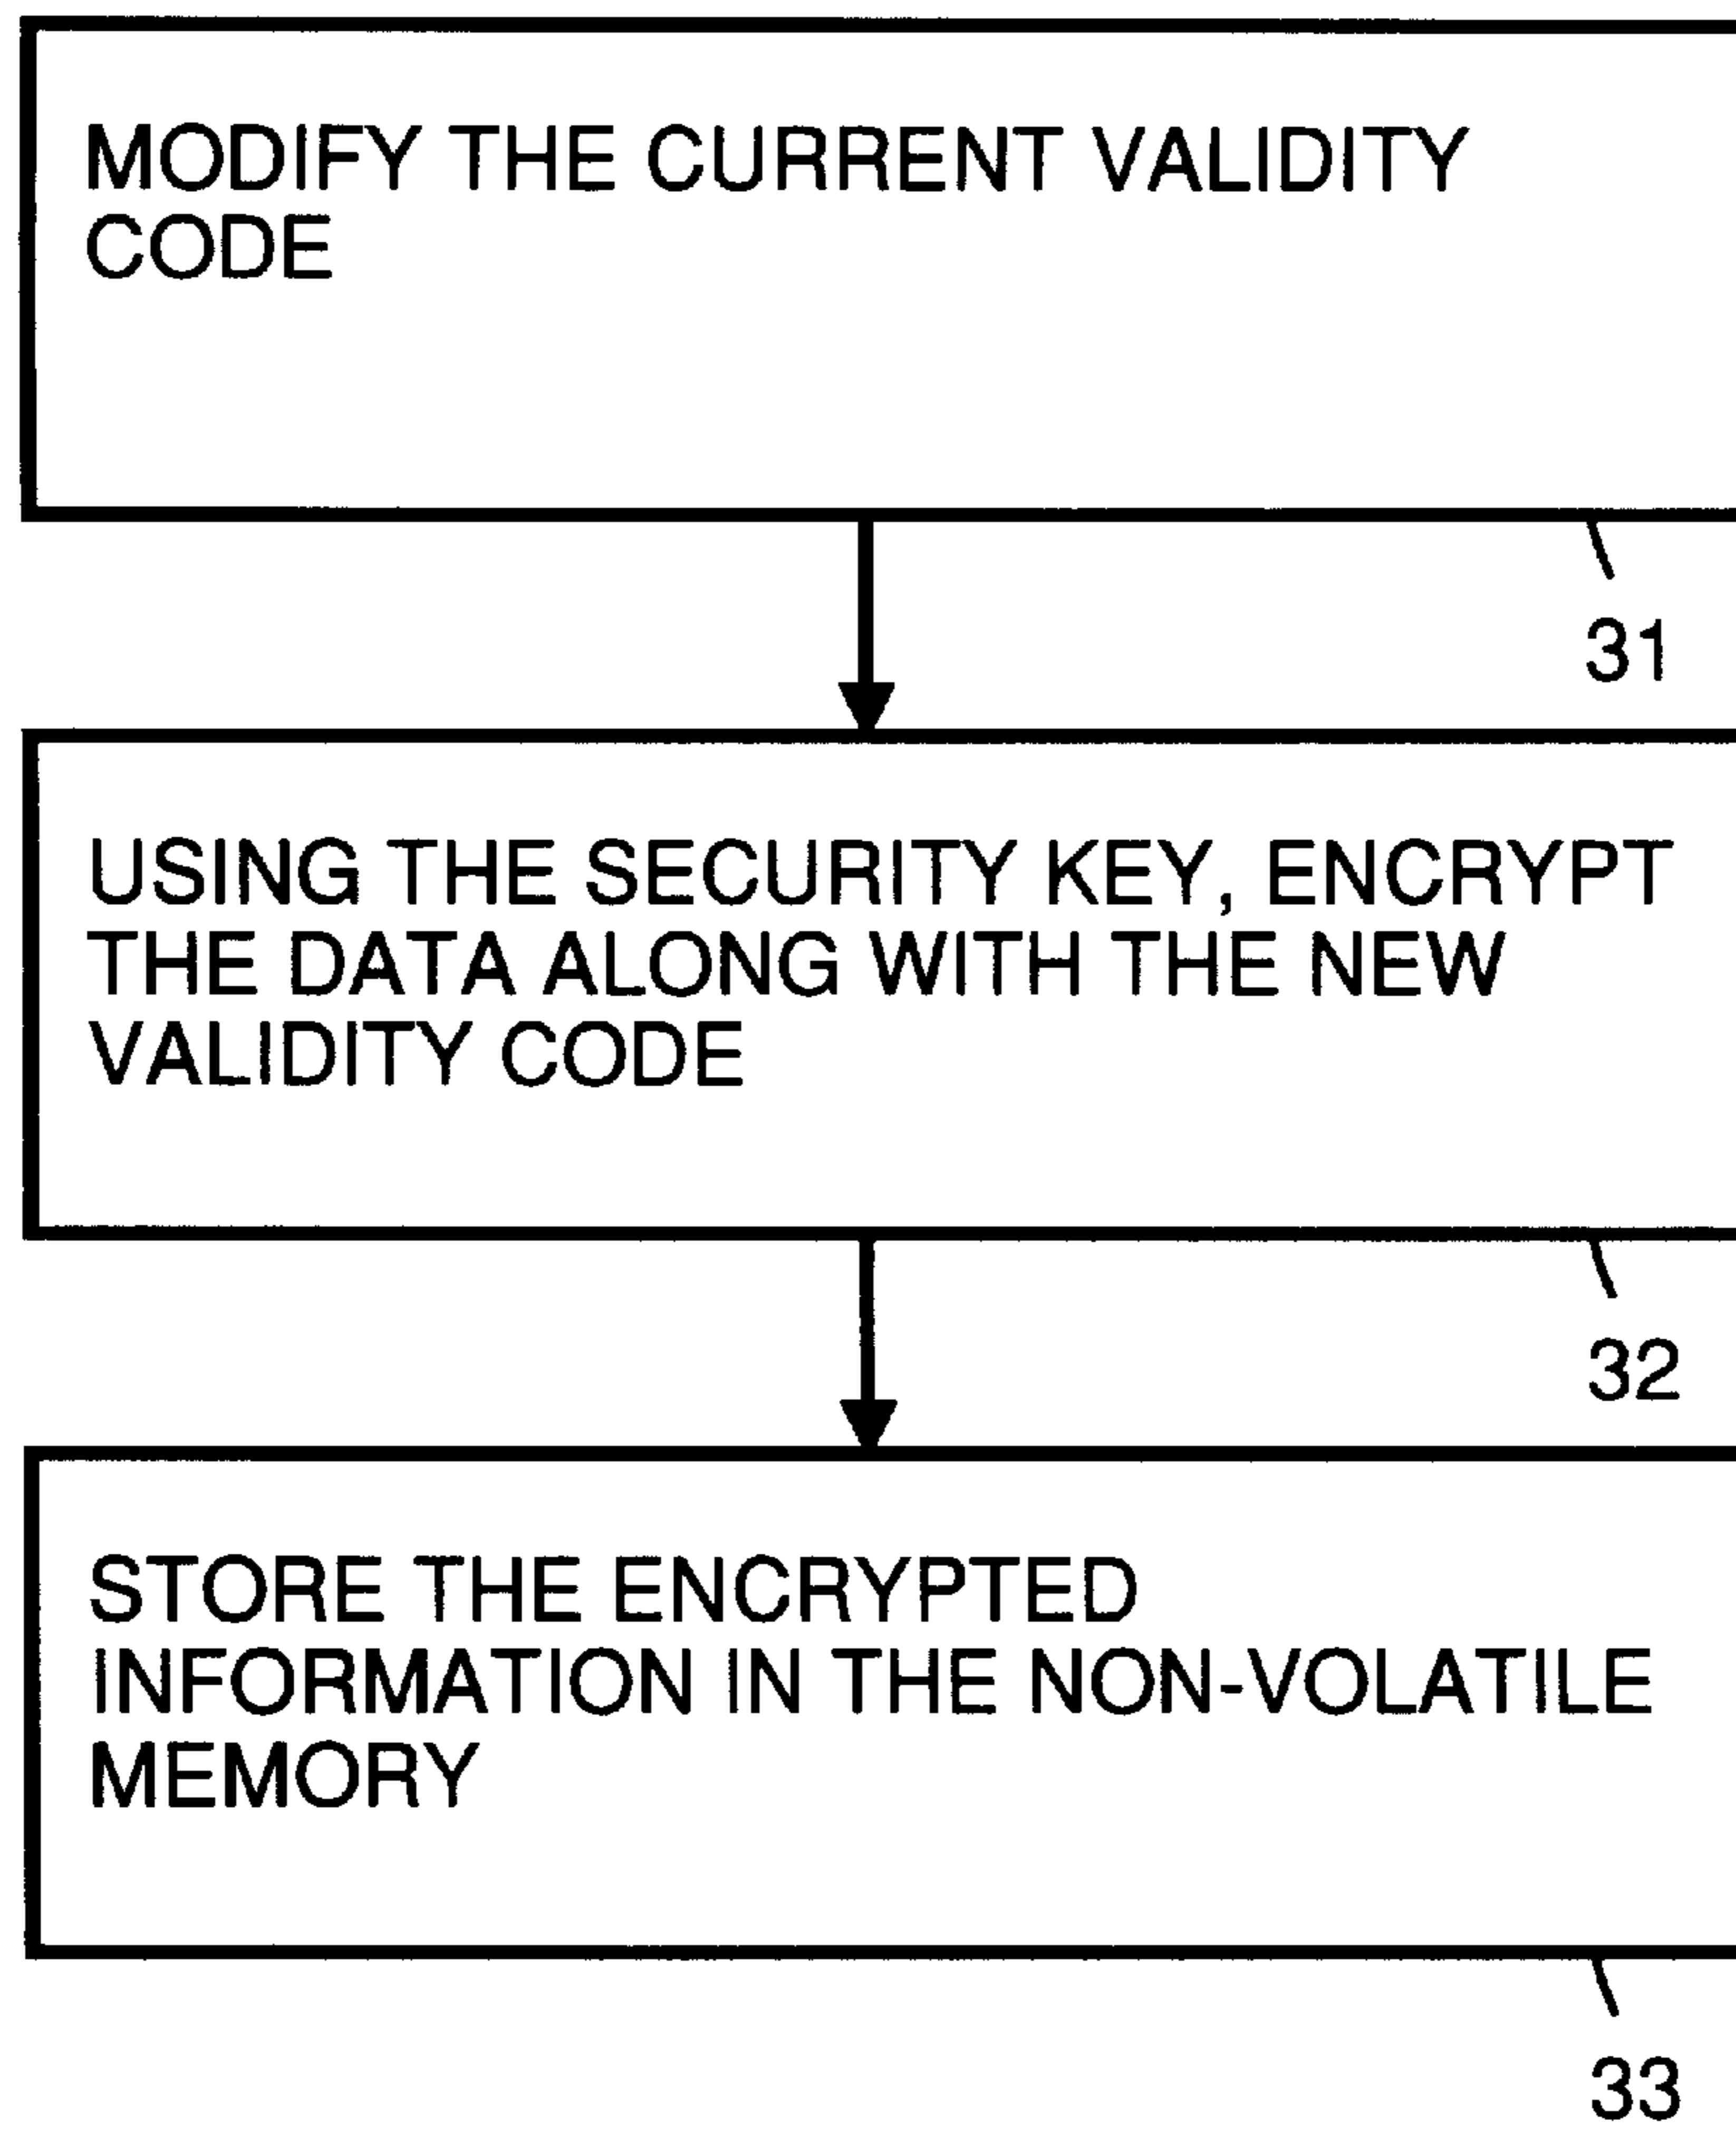 MODIFY THE CURRENT VALIDITY
CODE
31
USING THE SECURITY KEY, ENCRYPT
THE DATA ALONG WITH THE NEW
VALIDITY CODE
32
STORE THE ENCRYPTED
INFORMATION IN THE NON-VOLATILE
MEMORY
33